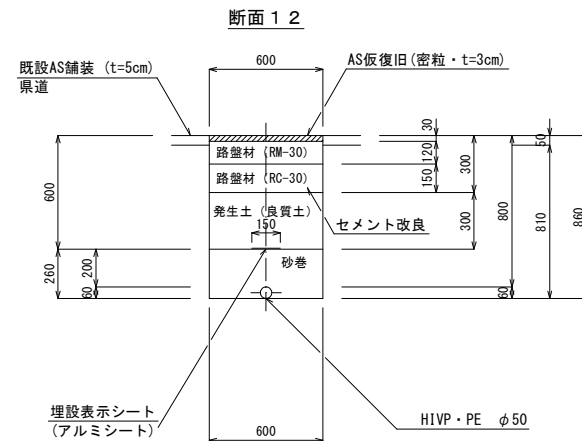 断面１２
600
既設AS舗装 (t=5cm)
県道
AS仮復旧(密粒・t=3cm)
30
50
路盤材 (RM-30)
120
路盤材 (RC-30)
150
300
600
発生土 (良質土)
150
セメント改良
300
800
810
860
砂巻
200
260
60
60
埋設表示シート
(アルミシート)
HIVP・PE φ50
600